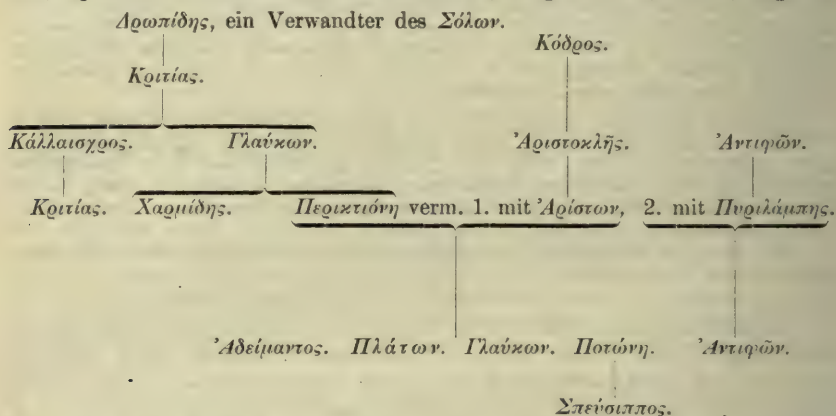 Δρωπίδης, ein Verwandter des Σόλων.
Κόδρος.
Κριτίας.
Κάλλαισχρος. Γλαύκων. Ἀριστοκλῆς. Ἀντιφῶν.
Κριτίας. Χαρμίδης. Περικτιόνη verm. 1. mit Ἀρίστων, 2. mit Πυριλάμπης.
Ἀδείμαντος. Πλάτων. Γλαύκων. Ποτώνη. Ἀντιφῶν.
Σπεύσιππος.